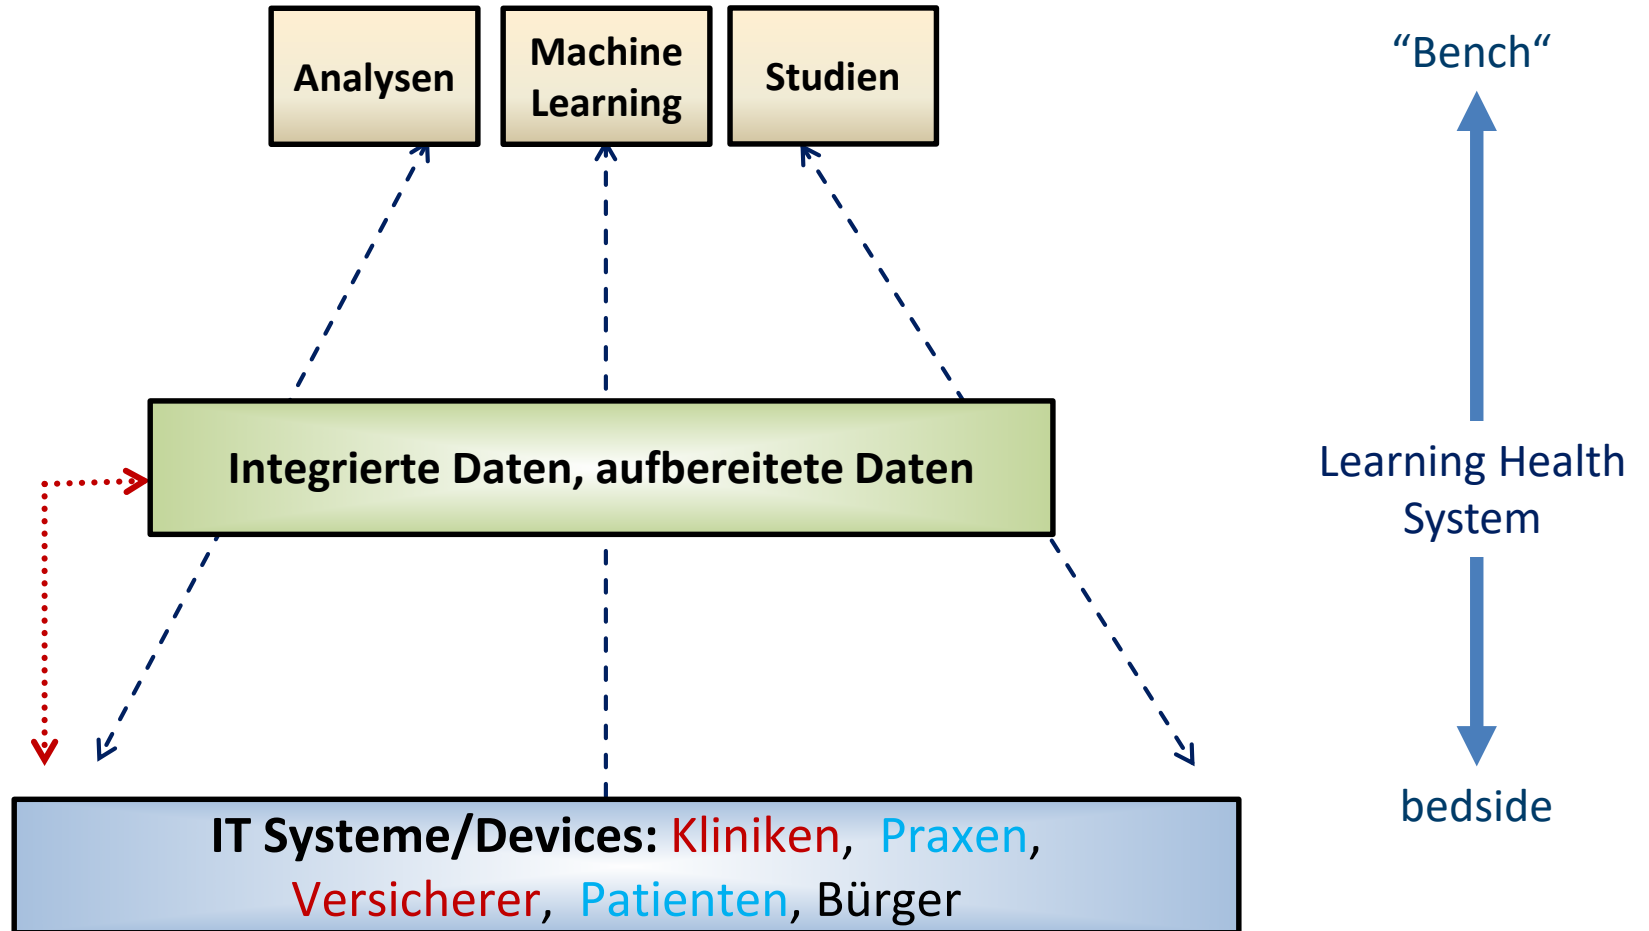 Analysen
Machine
Learning
Studien
“Bench“
Integrierte Daten, aufbereitete Daten
Learning Health
System
bedside
IT Systeme/Devices: Kliniken, Praxen,
Versicherer, Patienten, Bürger